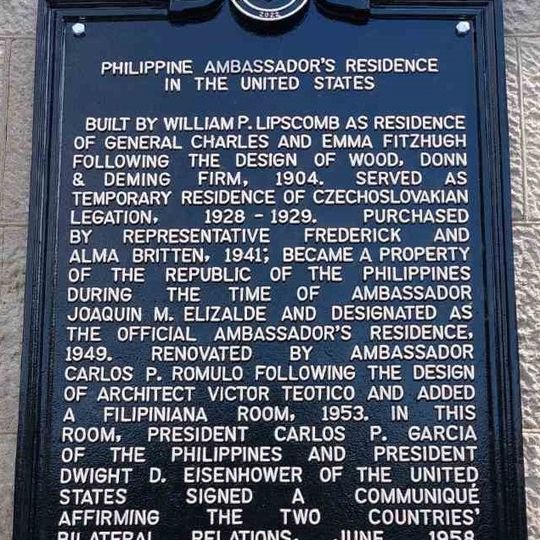 2022
PHILIPPINE AMBASSADOR'S RESIDENCE
IN THE UNITED STATES
BUILT BY WILLIAM P. LIPSCOMB AS RESIDENCE
OF GENERAL CHARLES AND EMMA FITZHUGH
FOLLOWING THE DESIGN OF WOOD, DONN
& DEMING FIRM, 1904. SERVED AS
TEMPORARY RESIDENCE OF CZECHOSLOVAKIAN
LEGATION, 1928 - 1929. PURCHASED
BY REPRESENTATIVE FREDERICK AND
ALMA BRITTEN, 1941; BECAME A PROPERTY
OF THE REPUBLIC OF THE PHILIPPINES
DURING THE TIME OF AMBASSADOR
JOAQUIN M. ELIZALDE AND DESIGNATED AS
THE OFFICIAL AMBASSADOR'S RESIDENCE,
1949. RENOVATED BY AMBASSADOR
CARLOS P. ROMULO FOLLOWING THE DESIGN
OF ARCHITECT VICTOR TEOTICO AND ADDED
A FILIPINIANA ROOM, 1953. IN THIS
ROOM, PRESIDENT CARLOS P. GARCIA
OF THE PHILIPPINES AND PRESIDENT
DWIGHT D. EISENHOWER OF THE UNITED
STATES SIGNED A COMMUNIQUÉ
AFFIRMING THE TWO COUNTRIES'
BILATERAL RELATIONS, JUNE 1958